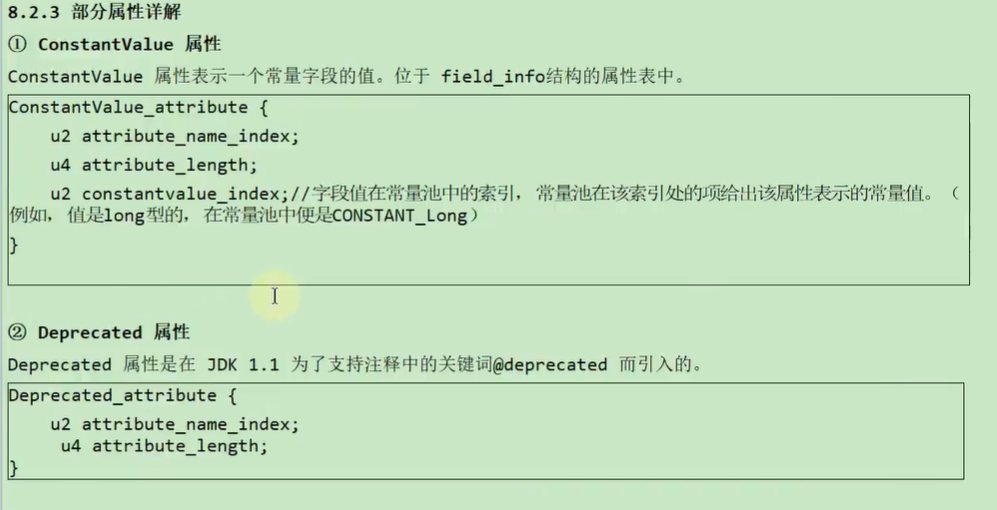 8.2.3 部分属性详解
① ConstantValue 属性
ConstantValue 属性表示一个常量字段的值。位于 field_info结构的属性表中。
ConstantValue_attribute {
u2 attribute_name_index;
u4 attribute_length;
u2 constantvalue_index;//字段值在常量池中的索引，常量池在该索引处的项给出该属性表示的常量值。（
例如，值是long型的，在常量池中便是CONSTANT_Long）
}
② Deprecated 属性
Deprecated 属性是在 JDK 1.1 为了支持注释中的关键词@deprecated 而引入的。
Deprecated_attribute {
u2 attribute_name_index;
u4 attribute_length;
}